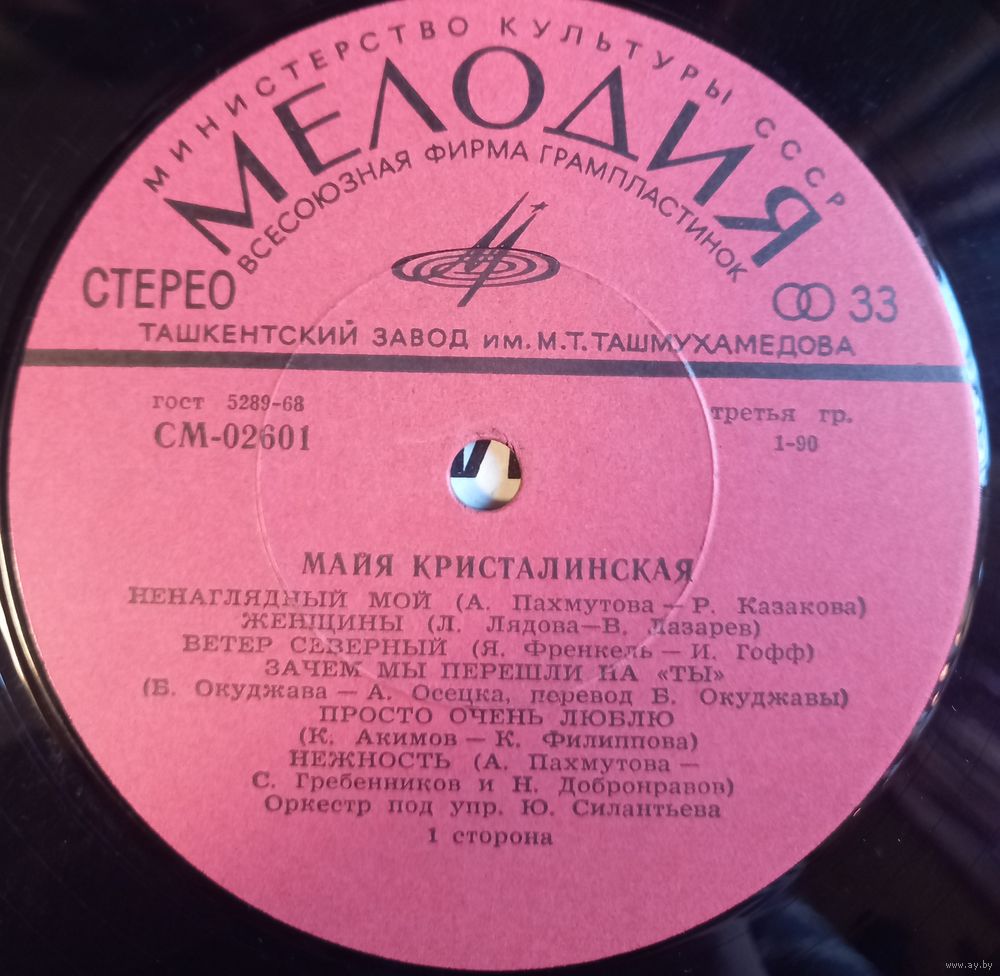 МИНИСТЕРСТВО КУЛЬТУРЫ СССР
МЕЛОДИЯ
ВСЕСОЮЗНАЯ ФИРМА ГРАМПЛАСТИНОК
СТЕРЕО
33
ТАШКЕНТСКИЙ ЗАВОД им. М.Т.ТАШМУХАМЕДОВА
гост 5289-68
третья гр.
СМ-02601
1-90
МАЙЯ КРИСТАЛИНСКАЯ
НЕНАГЛЯДНЫЙ МОЙ (А. Пахмутова — Р. Казакова)
ЖЕНЩИНЫ (Л. Лядова—В. Лазарев)
ВЕТЕР СЕВЕРНЫЙ (Я. Френкель — И. Гофф)
ЗАЧЕМ МЫ ПЕРЕШЛИ НА «ТЫ»
(Б. Окуджава — А. Осецка, перевод Б. Окуджавы)
ПРОСТО ОЧЕНЬ ЛЮБЛЮ
(К. Акимов — К. Филиппова)
НЕЖНОСТЬ (А. Пахмутова —
С. Гребенников и Н. Добронравов)
Оркестр под упр. Ю. Силантьева
1 сторона
www.ay.by